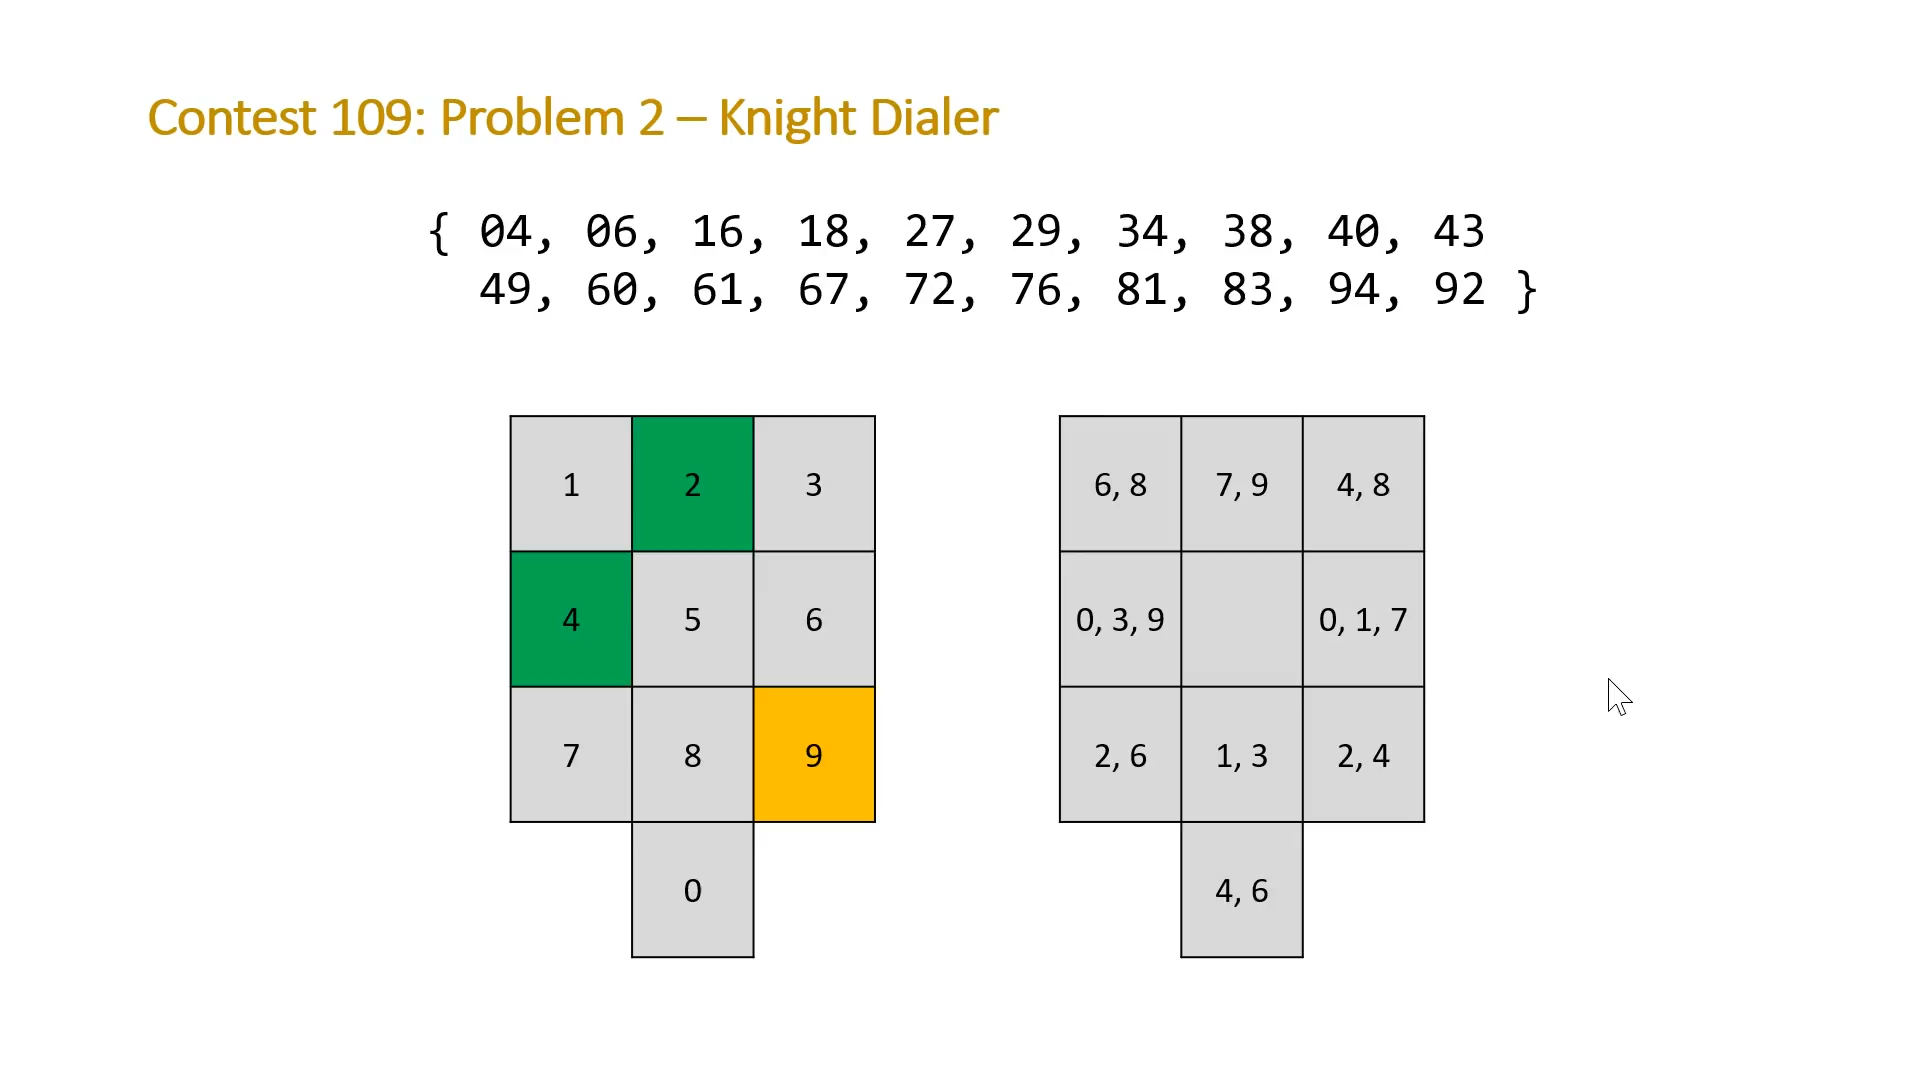 Contest 109: Problem 2 – Knight Dialer
{ 04, 06, 16, 18, 27, 29, 34, 38, 40, 43
49, 60, 61, 67, 72, 76, 81, 83, 94, 92 }
1 2 3
4 5 6
7 8 9
0
6, 8 7, 9 4, 8
0, 3, 9 0, 1, 7
2, 6 1, 3 2, 4
4, 6